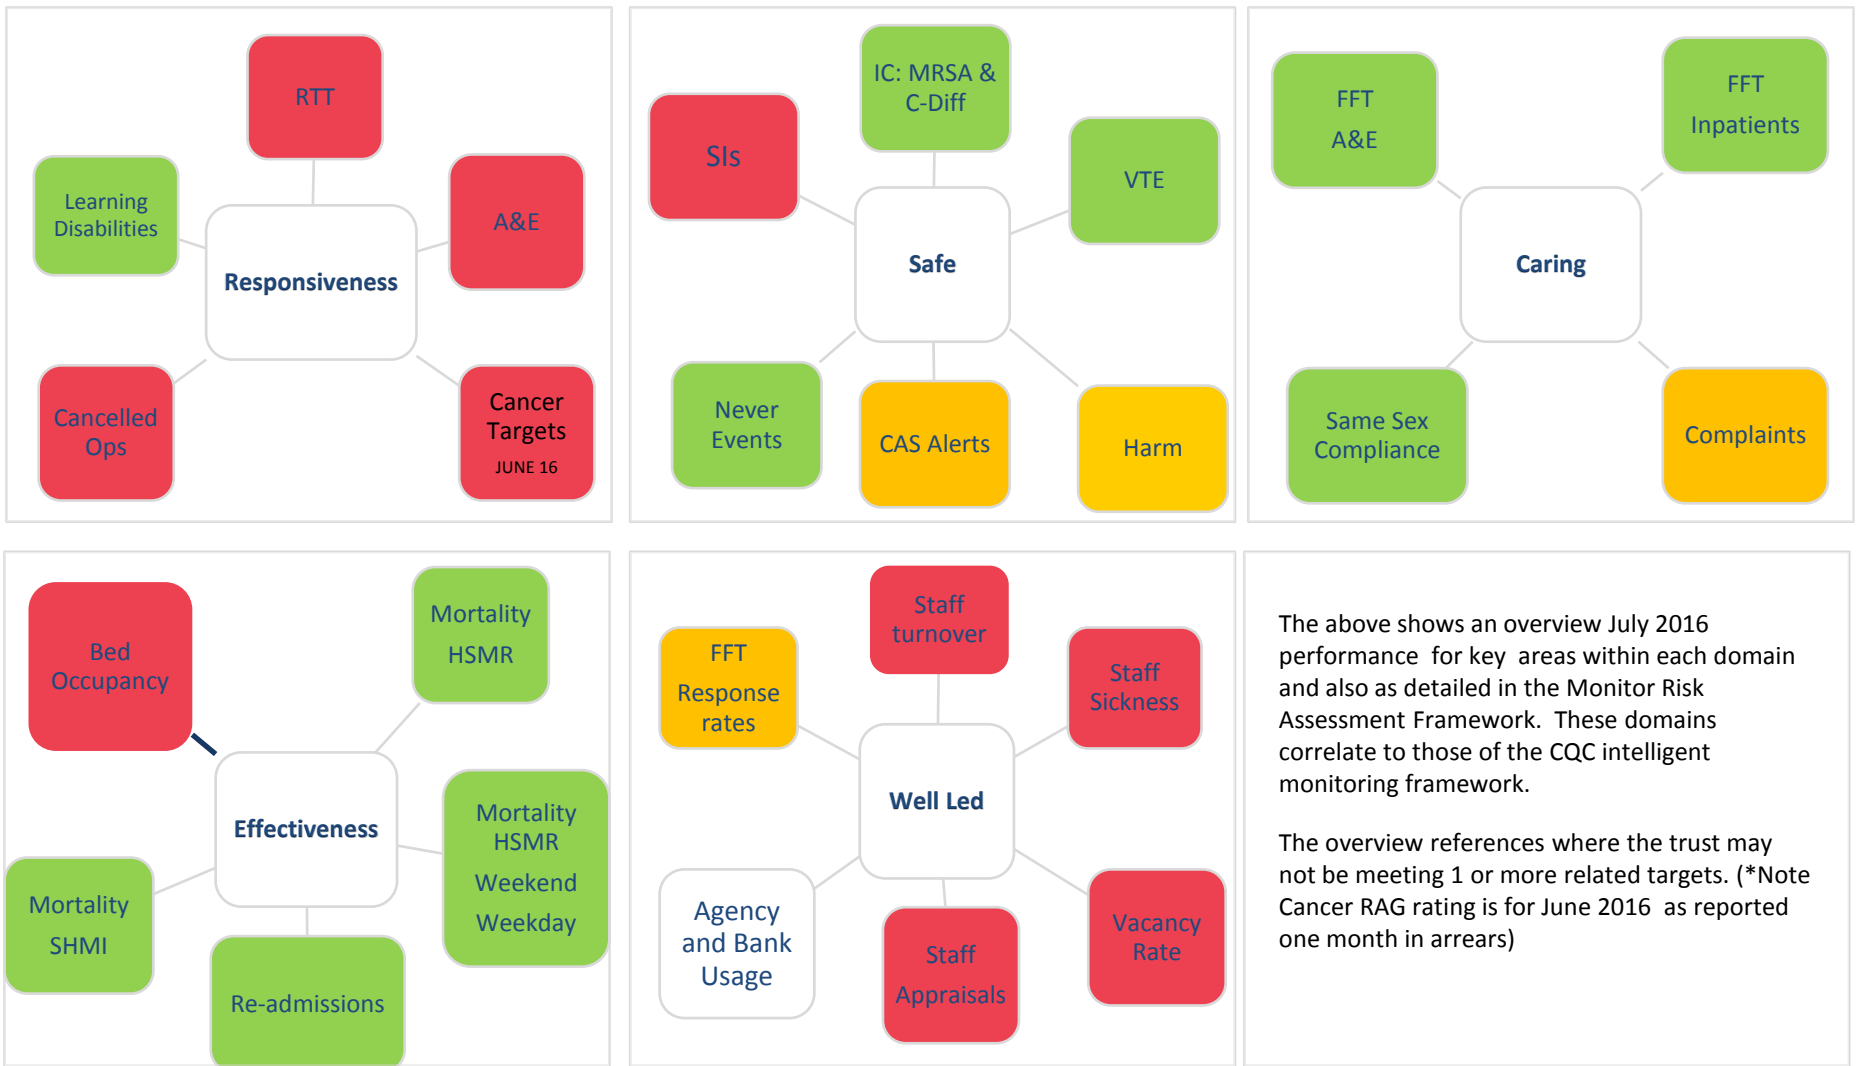 RTT
Learning
Disabilities
A&E
Responsiveness
Cancelled
Ops
Cancer
Targets
JUNE 16
IC: MRSA &
C-Diff
SIs
VTE
Safe
Never
Events
CAS Alerts
Harm
FFT
A&E
FFT
Inpatients
Caring
Same Sex
Compliance
Complaints
Bed
Occupancy
Mortality
HSMR
Effectiveness
Mortality
HSMR
Weekend
Weekday
Mortality
SHMI
Re-admissions
Staff
turnover
FFT
Response
rates
Staff
Sickness
Well Led
Agency
and Bank
Usage
Staff
Appraisals
Vacancy
Rate
The above shows an overview July 2016
performance for key areas within each domain
and also as detailed in the Monitor Risk
Assessment Framework. These domains
correlate to those of the CQC intelligent
monitoring framework.
The overview references where the trust may
not be meeting 1 or more related targets. (*Note
Cancer RAG rating is for June 2016 as reported
one month in arrears)